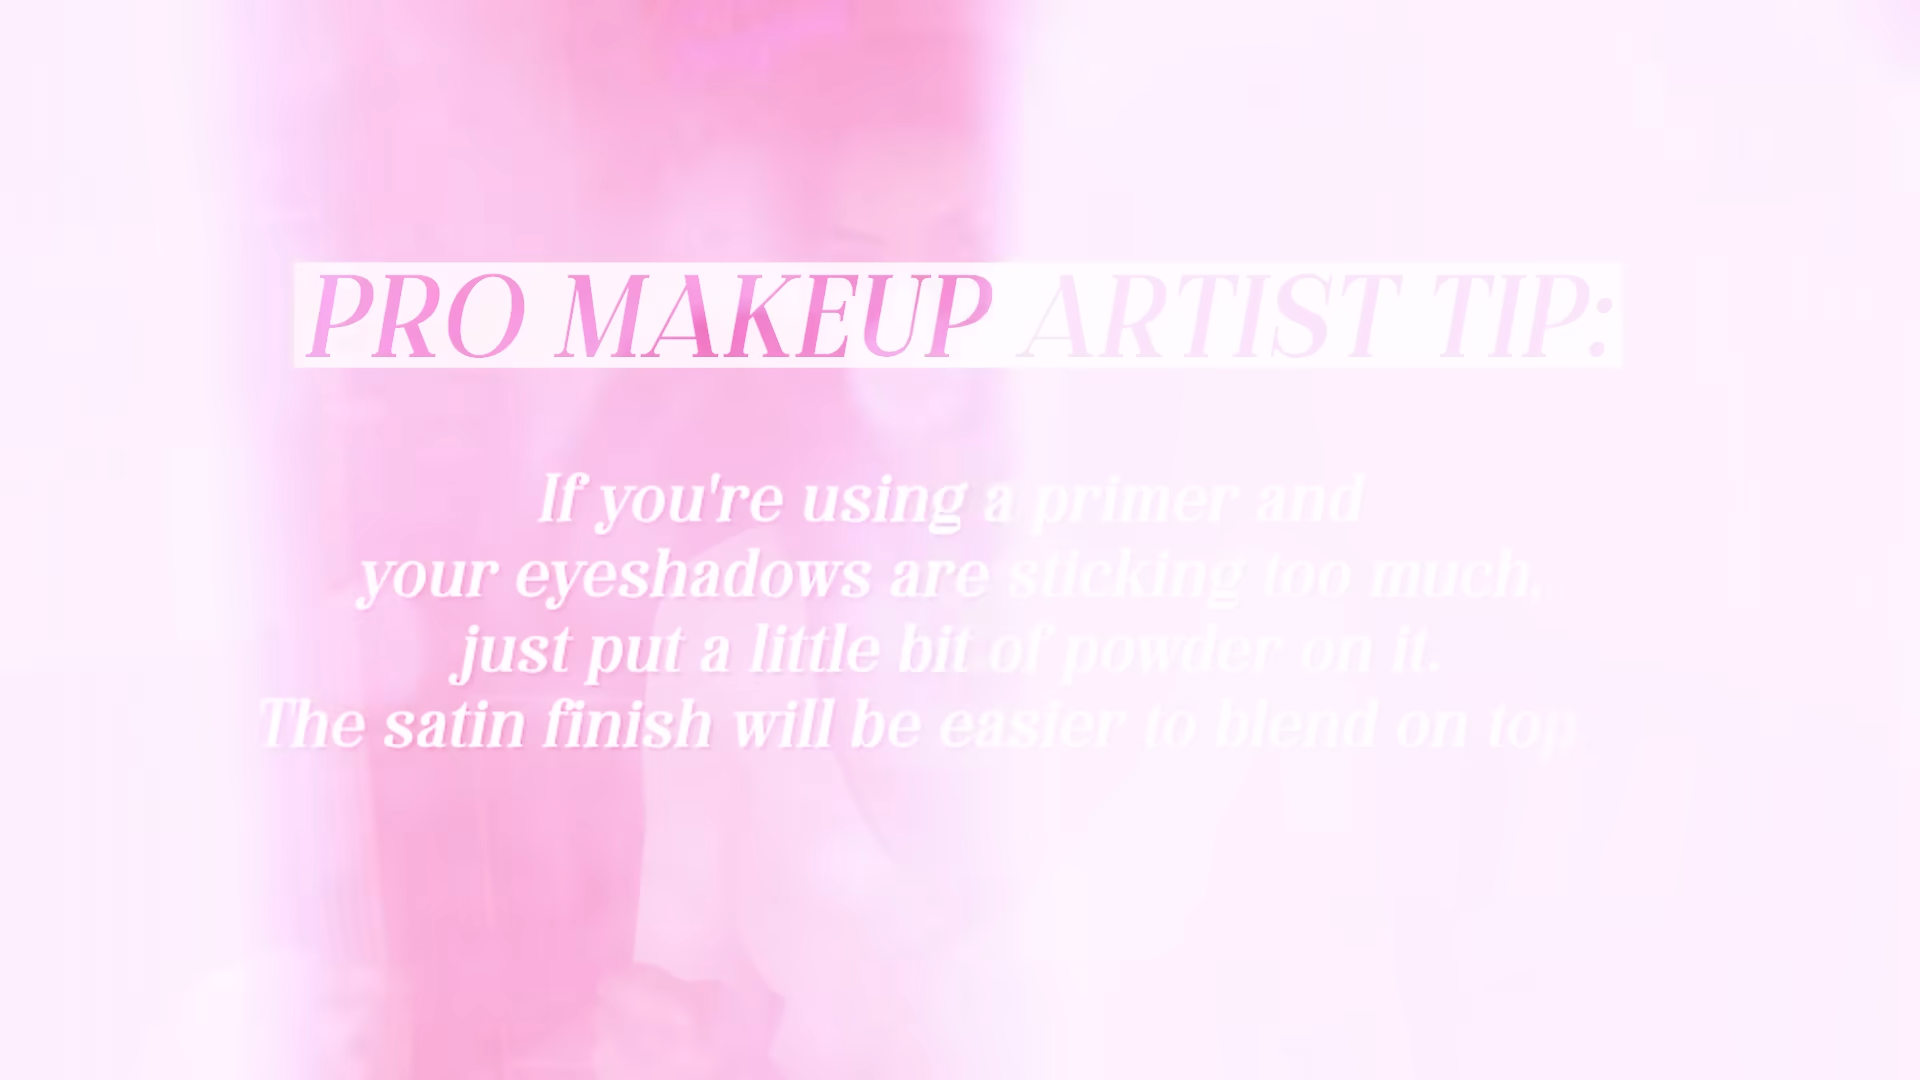 PRO MAKEUP ARTIST TIP:
If you're using a primer and
your eyeshadows are sticking too much,
just put a little bit of powder on it.
The satin finish will be easier to blend on top